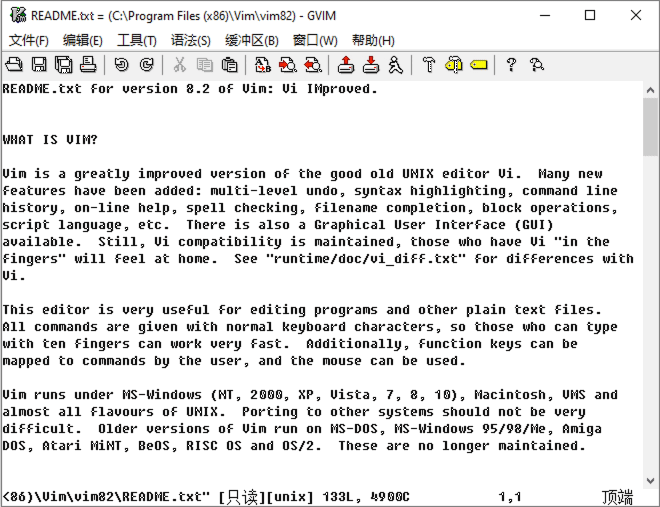 README.txt = (C:\Program Files (x86)\Vim\vim82) - GVIM
文件(F) 编辑(E) 工具(T) 语法(S) 缓冲区(B) 窗口(W) 帮助(H)
README.txt for version 8.2 of Vim: Vi IMproved.
WHAT IS VIM?
Vim is a greatly improved version of the good old UNIX editor Vi.  Many new
features have been added: multi-level undo, syntax highlighting, command line
history, on-line help, spell checking, filename completion, block operations,
script language, etc.  There is also a Graphical User Interface (GUI)
available.  Still, Vi compatibility is maintained, those who have Vi "in the
fingers" will feel at home.  See "runtime/doc/vi_diff.txt" for differences with
Vi.
This editor is very useful for editing programs and other plain text files.
All commands are given with normal keyboard characters, so those who can type
with ten fingers can work very fast.  Additionally, function keys can be
mapped to commands by the user, and the mouse can be used.
Vim runs under MS-Windows (NT, 2000, XP, Vista, 7, 8, 10), Macintosh, VMS and
almost all flavours of UNIX.  Porting to other systems should not be very
difficult.  Older versions of Vim run on MS-DOS, MS-Windows 95/98/Me, Amiga
DOS, Atari MiNT, BeOS, RISC OS and OS/2.  These are no longer maintained.
<86)\Vim\vim82\README.txt" [只读][unix] 133L, 4900C 1,1 顶端